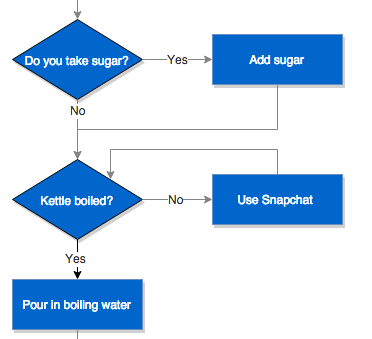 Do you take sugar?
Yes
Add sugar
No
Kettle boiled?
No
Use Snapchat
Yes
Pour in boiling water